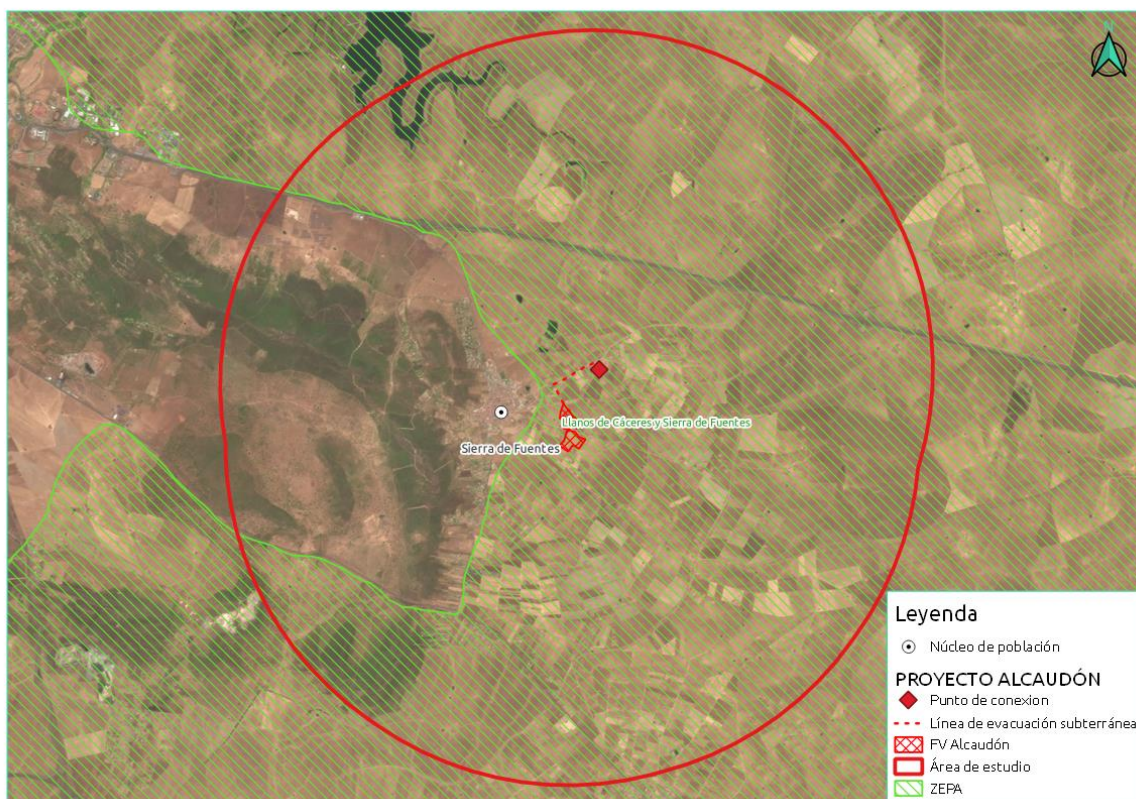 N
Llanos de Cáceres y Sierra de Fuentes
Sierra de Fuentes
Leyenda
Núcleo de población
PROYECTO ALCAUDÓN
Punto de conexion
Línea de evacuación subterránea
FV Alcaudón
Área de estudio
ZEPA